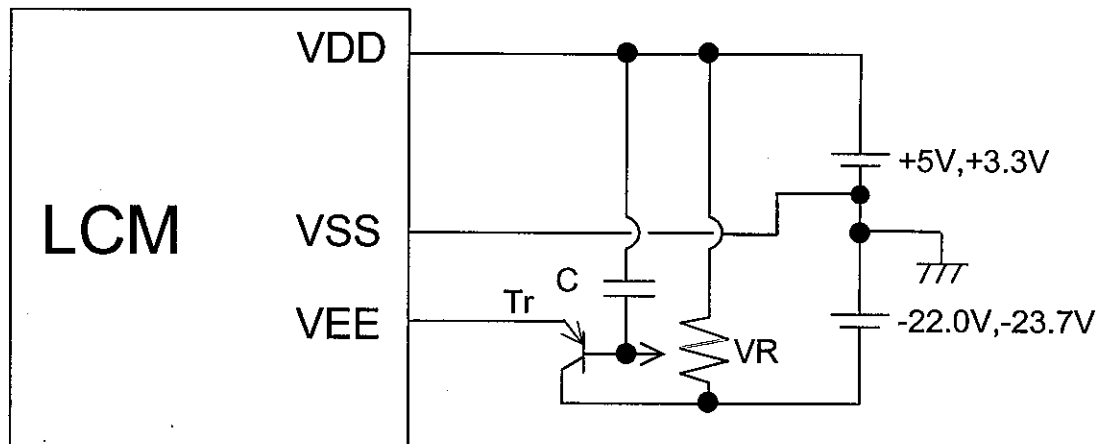 VDD
+5V,+3.3V
LCM
VSS
C
Tr
VEE
-22.0V,-23.7V
VR